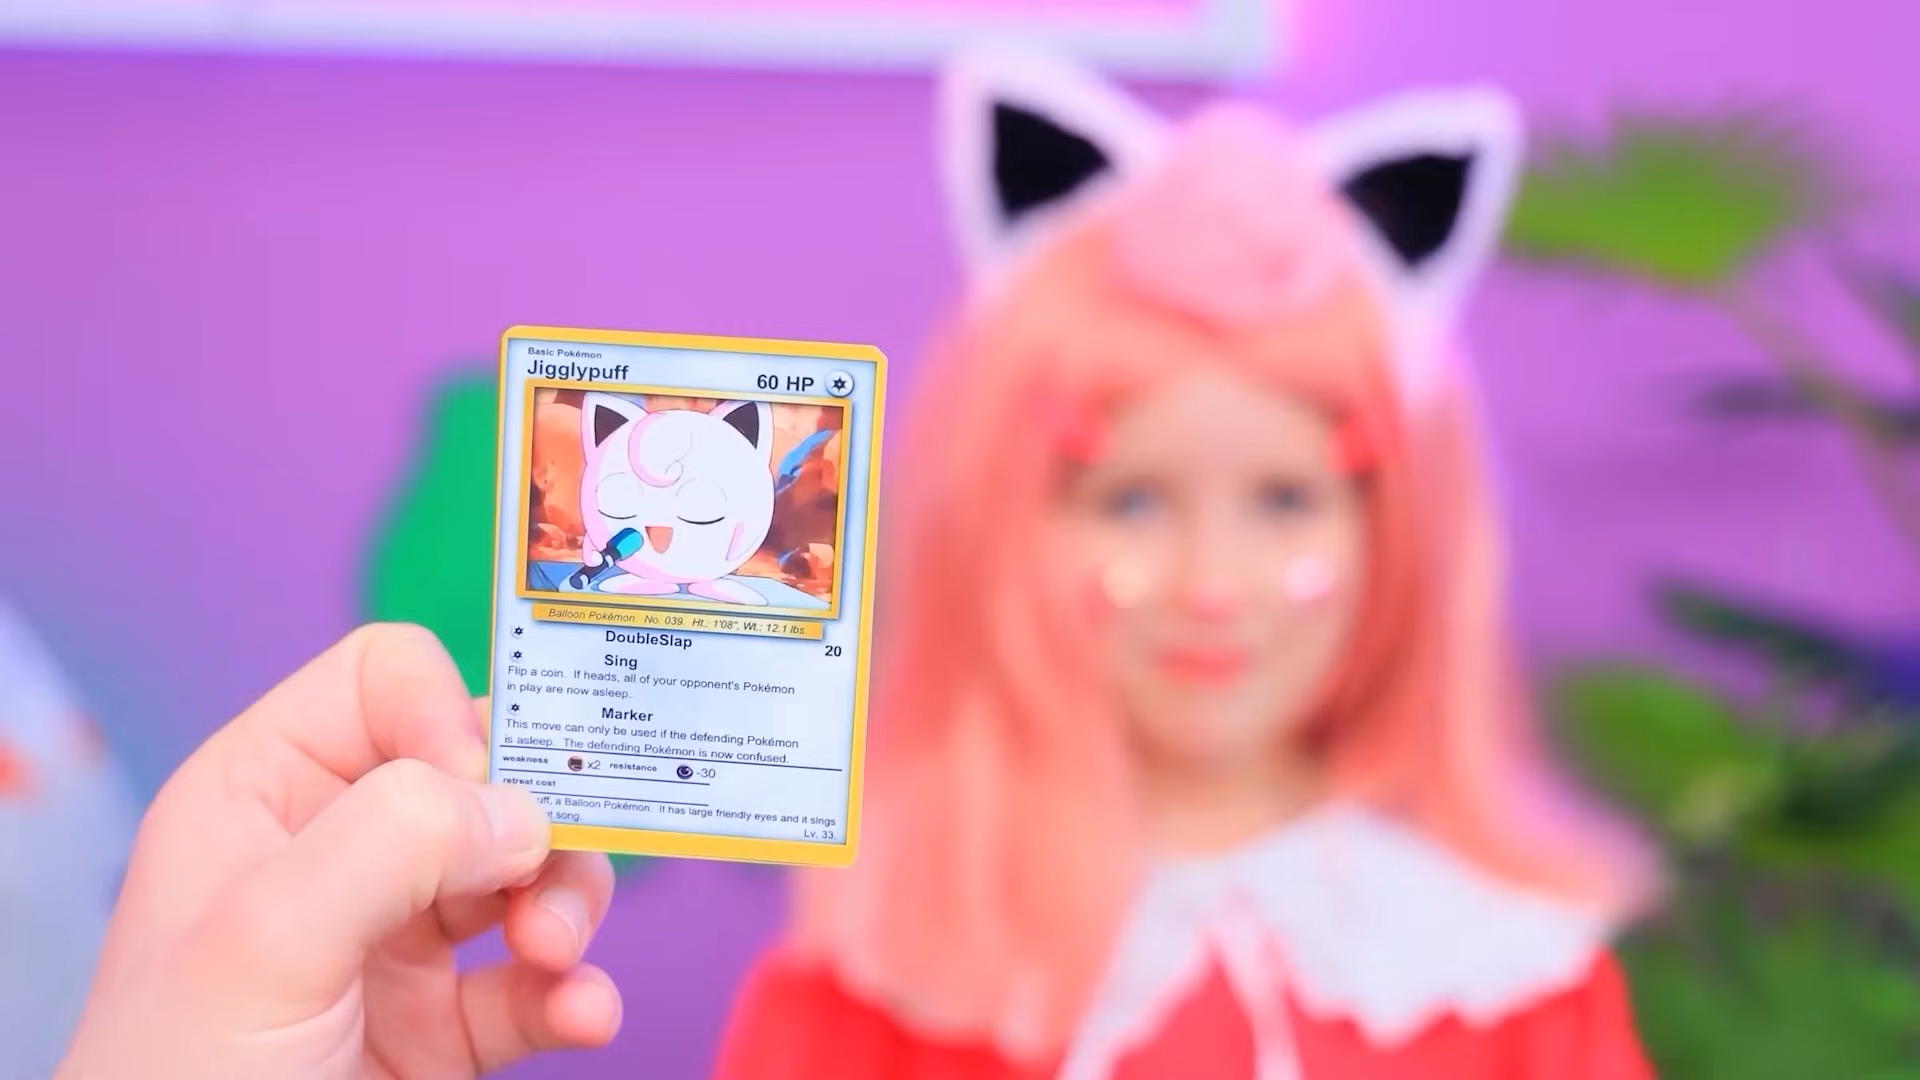 Basic Pokémon
Jigglypuff
60 HP
Balloon Pokémon. No. 039. Ht.: 1'08", Wt.: 12.1 lbs.
DoubleSlap
20
Sing
Flip a coin. If heads, all of your opponent's Pokémon
in play are now asleep.
Marker
This move can only be used if the defending Pokémon
is asleep. The defending Pokémon is now confused.
weakness x2 resistance -30
retreat cost
uff, a Balloon Pokémon. It has large friendly eyes and it sings
song.
Lv. 33.